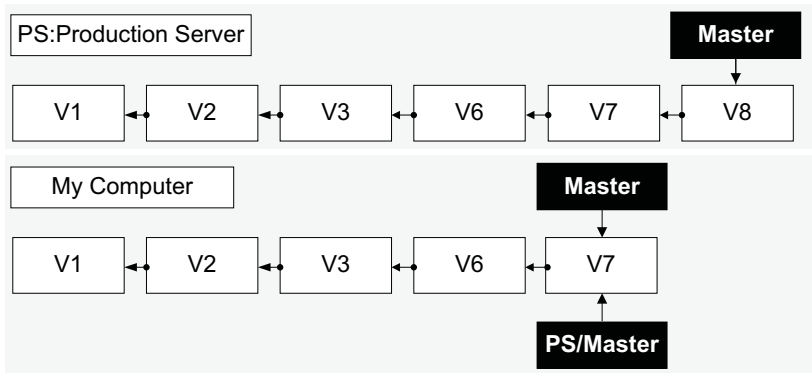 PS:Production Server
Master
V1 V2 V3 V6 V7 V8
My Computer
Master
V1 V2 V3 V6 V7
PS/Master